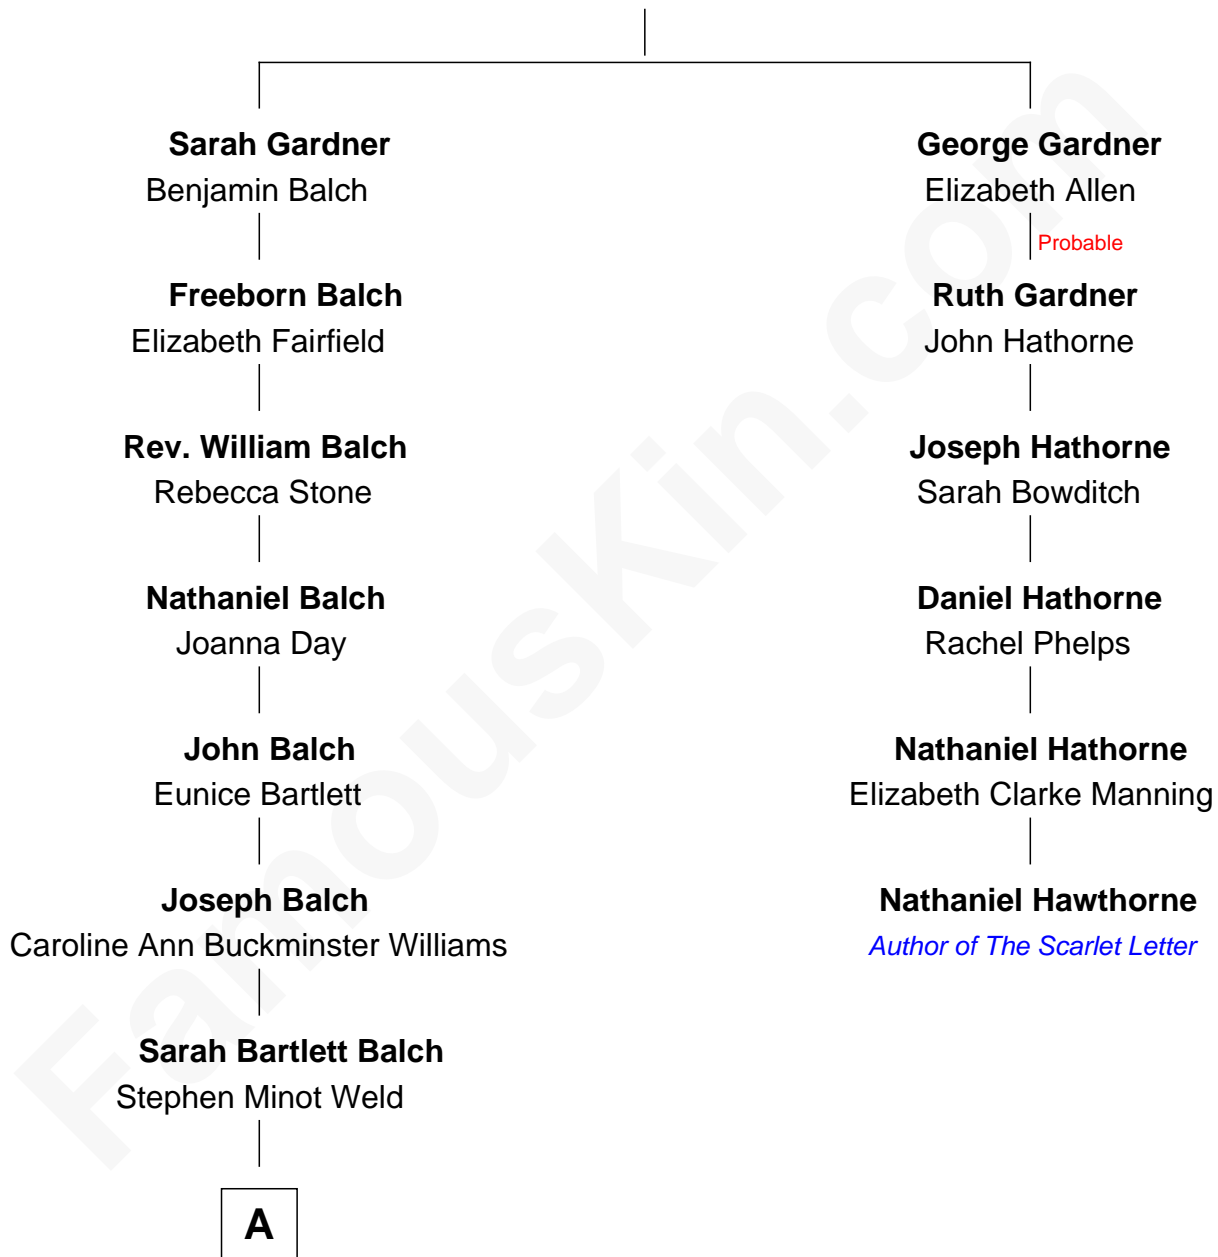 Sarah Gardner
Benjamin Balch
George Gardner
Elizabeth Allen
Probable
Freeborn Balch
Elizabeth Fairfield
Ruth Gardner
John Hathorne
Rev. William Balch
Rebecca Stone
Joseph Hathorne
Sarah Bowditch
Nathaniel Balch
Joanna Day
Daniel Hathorne
Rachel Phelps
John Balch
Eunice Bartlett
Nathaniel Hathorne
Elizabeth Clarke Manning
Joseph Balch
Caroline Ann Buckminster Williams
Nathaniel Hawthorne
Author of The Scarlet Letter
Sarah Bartlett Balch
Stephen Minot Weld
A
FamousKin.com